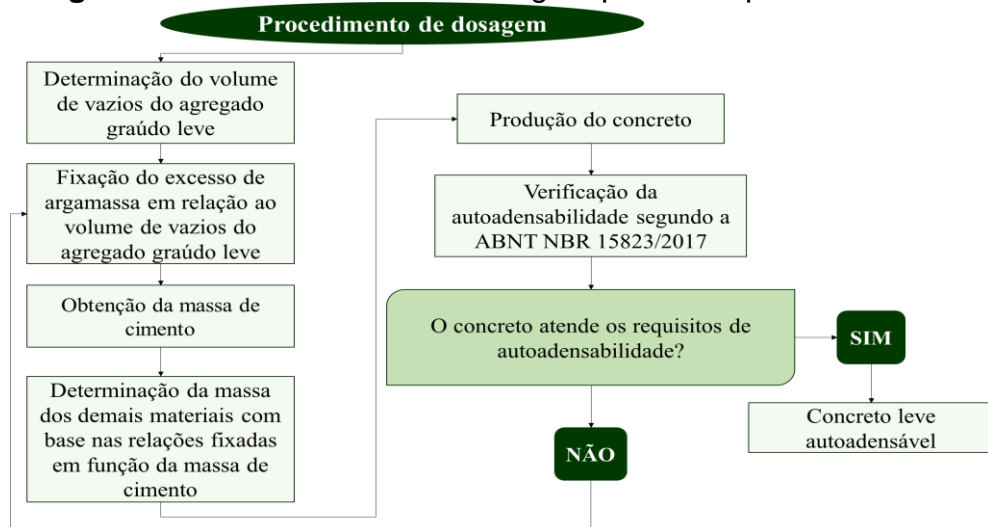 Procedimento de dosagem
Determinação do volume
de vazios do agregado
graúdo leve
Fixação do excesso de
argamassa em relação ao
volume de vazios do
agregado graúdo leve
Obtenção da massa de
cimento
Determinação da massa
dos demais materiais com
base nas relações fixadas
em função da massa de
cimento
Produção do concreto
Verificação da
autoadensabilidade segundo a
ABNT NBR 15823/2017
O concreto atende os requisitos de
autoadensabilidade?
SIM
Concreto leve
autoadensável
NÃO